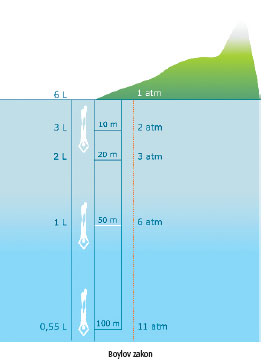 6 L 1 atm
3 L 10 m 2 atm
2 L 20 m 3 atm
1 L 50 m 6 atm
0,55 L 100 m 11 atm
Boylov zakon